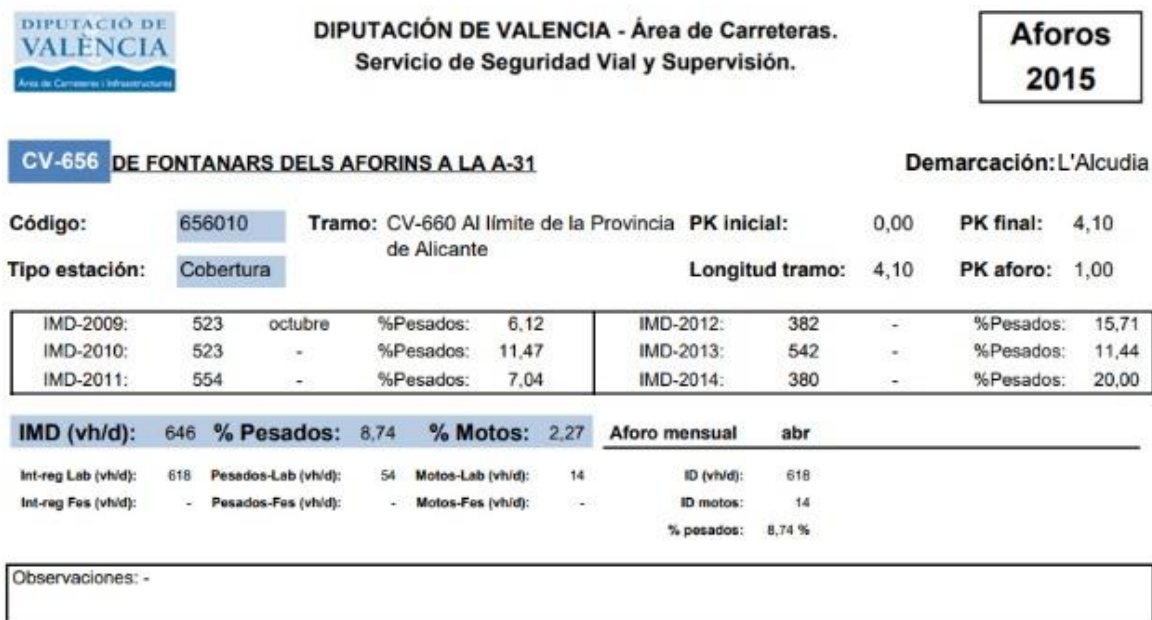 DIPUTACIÓ DE
VALÈNCIA
Àrea de Carreteres i Infraestructures
DIPUTACIÓN DE VALENCIA - Área de Carreteras.
Servicio de Seguridad Vial y Supervisión.
Aforos
2015
CV-656 DE FONTANARS DELS AFORINS A LA A-31 Demarcación: L'Alcudia
Código: 656010 Tramo: CV-660 Al límite de la Provincia PK inicial: 0,00 PK final: 4,10
de Alicante
Tipo estación: Cobertura Longitud tramo: 4,10 PK aforo: 1,00
IMD-2009: 523 octubre %Pesados: 6,12 IMD-2012: 382 - %Pesados: 15,71
IMD-2010: 523 - %Pesados: 11,47 IMD-2013: 542 - %Pesados: 11,44
IMD-2011: 554 - %Pesados: 7,04 IMD-2014: 380 - %Pesados: 20,00
IMD (vh/d): 646 % Pesados: 8,74 % Motos: 2,27 Aforo mensual abr
Int-reg Lab (vh/d): 618 Pesados-Lab (vh/d): 54 Motos-Lab (vh/d): 14 ID (vh/d): 618
Int-reg Fes (vh/d): - Pesados-Fes (vh/d): - Motos-Fes (vh/d): - ID motos: 14
% pesados: 8,74 %
Observaciones: -